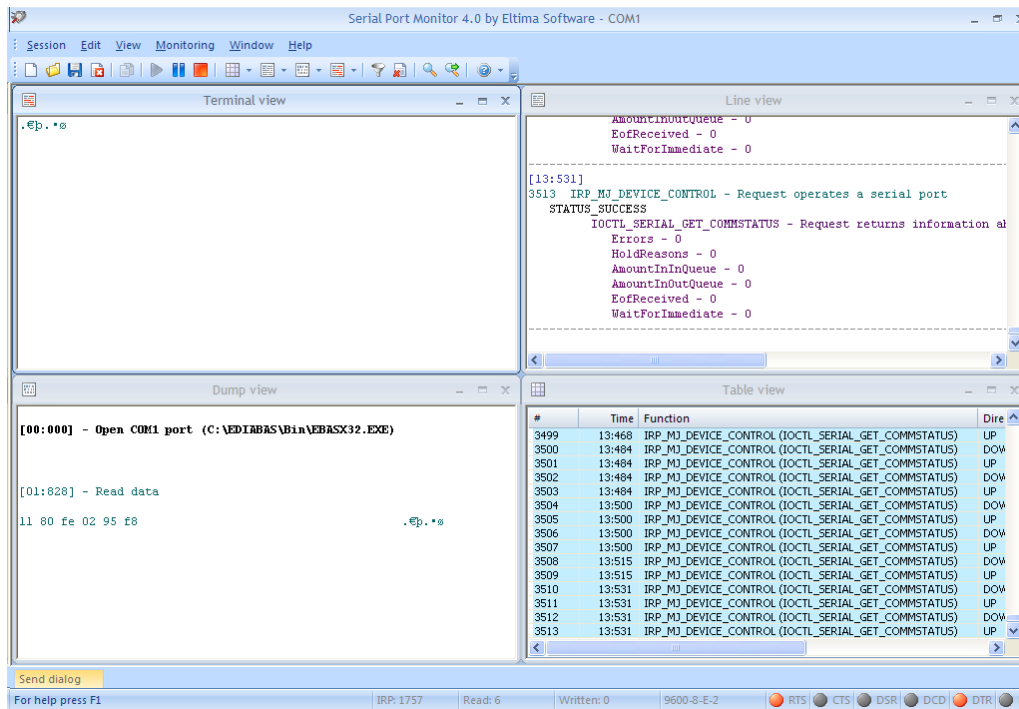 Serial Port Monitor 4.0 by Eltima Software - COM1
Session Edit View Monitoring Window Help
Terminal view
.€þ.•ø
Line view
AmountInOutQueue - 0
EofReceived - 0
WaitForImmediate - 0
[13:531]
3513 IRP_MJ_DEVICE_CONTROL - Request operates a serial port
STATUS_SUCCESS
IOCTL_SERIAL_GET_COMMSTATUS - Request returns information ab
Errors - 0
HoldReasons - 0
AmountInInQueue - 0
AmountInOutQueue - 0
EofReceived - 0
WaitForImmediate - 0
Dump view
[00:000] - Open COM1 port (C:\EDIABAS\Bin\EBASX32.EXE)
[01:828] - Read data
11 80 fe 02 95 f8 .€þ.•ø
Table view
# Time Function Dire
3499 13:468 IRP_MJ_DEVICE_CONTROL (IOCTL_SERIAL_GET_COMMSTATUS) UP
3500 13:484 IRP_MJ_DEVICE_CONTROL (IOCTL_SERIAL_GET_COMMSTATUS) DOW
3501 13:484 IRP_MJ_DEVICE_CONTROL (IOCTL_SERIAL_GET_COMMSTATUS) UP
3502 13:484 IRP_MJ_DEVICE_CONTROL (IOCTL_SERIAL_GET_COMMSTATUS) DOW
3503 13:484 IRP_MJ_DEVICE_CONTROL (IOCTL_SERIAL_GET_COMMSTATUS) UP
3504 13:500 IRP_MJ_DEVICE_CONTROL (IOCTL_SERIAL_GET_COMMSTATUS) DOW
3505 13:500 IRP_MJ_DEVICE_CONTROL (IOCTL_SERIAL_GET_COMMSTATUS) UP
3506 13:500 IRP_MJ_DEVICE_CONTROL (IOCTL_SERIAL_GET_COMMSTATUS) DOW
3507 13:500 IRP_MJ_DEVICE_CONTROL (IOCTL_SERIAL_GET_COMMSTATUS) UP
3508 13:515 IRP_MJ_DEVICE_CONTROL (IOCTL_SERIAL_GET_COMMSTATUS) DOW
3509 13:515 IRP_MJ_DEVICE_CONTROL (IOCTL_SERIAL_GET_COMMSTATUS) UP
3510 13:531 IRP_MJ_DEVICE_CONTROL (IOCTL_SERIAL_GET_COMMSTATUS) DOW
3511 13:531 IRP_MJ_DEVICE_CONTROL (IOCTL_SERIAL_GET_COMMSTATUS) UP
3512 13:531 IRP_MJ_DEVICE_CONTROL (IOCTL_SERIAL_GET_COMMSTATUS) DOW
3513 13:531 IRP_MJ_DEVICE_CONTROL (IOCTL_SERIAL_GET_COMMSTATUS) UP
Send dialog
For help press F1 IRP: 1757 Read: 6 Written: 0 9600-8-E-2 RTS CTS DSR DCD DTR